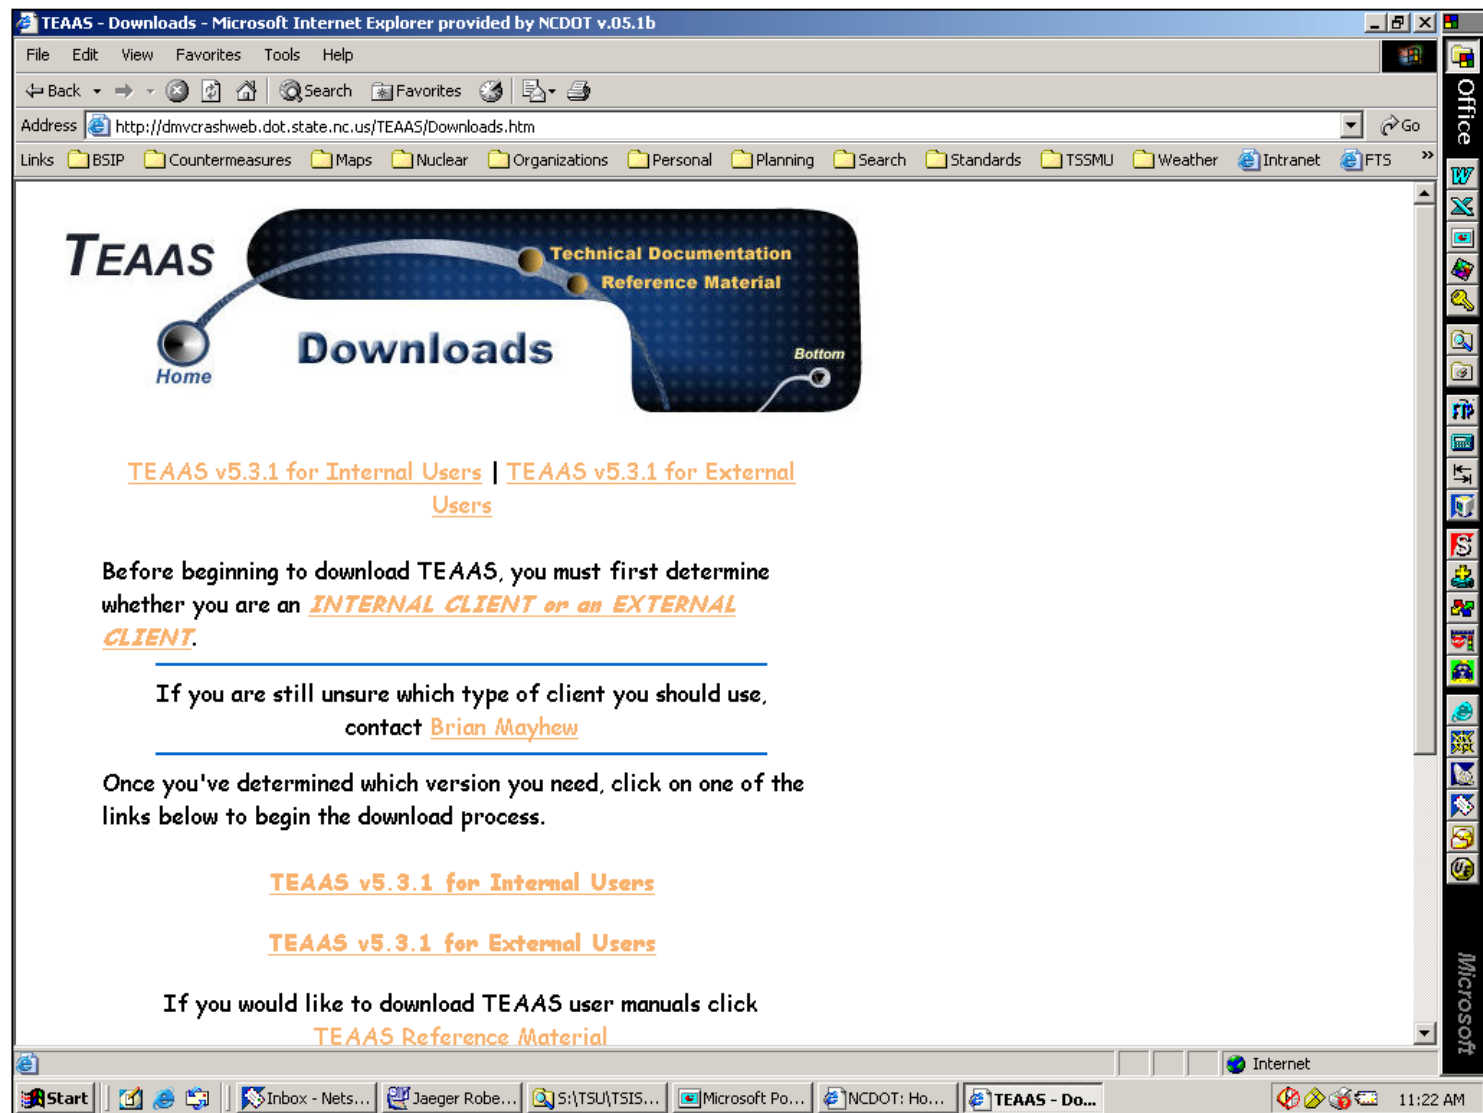 TEAAS - Downloads - Microsoft Internet Explorer provided by NCDOT v.05.1b
File Edit View Favorites Tools Help
Back Search Favorites
Address http://dmvcrashweb.dot.state.nc.us/TEAAS/Downloads.htm Go
Links BSIP Countermeasures Maps Nuclear Organizations Personal Planning Search Standards TSSMU Weather Intranet FTS »
Office
TEAAS
Technical Documentation
Reference Material
Downloads
Bottom
Home
TEAAS v5.3.1 for Internal Users | TEAAS v5.3.1 for External
Users
Before beginning to download TEAAS, you must first determine
whether you are an INTERNAL CLIENT or an EXTERNAL
CLIENT.
If you are still unsure which type of client you should use,
contact Brian Mayhew
Once you've determined which version you need, click on one of the
links below to begin the download process.
TEAAS v5.3.1 for Internal Users
TEAAS v5.3.1 for External Users
If you would like to download TEAAS user manuals click
TEAAS Reference Material
Microsoft
Internet
Start Inbox - Nets... Jaeger Robe... S:\TSU\TSIS... Microsoft Po... NCDOT: Ho... TEAAS - Do... 11:22 AM